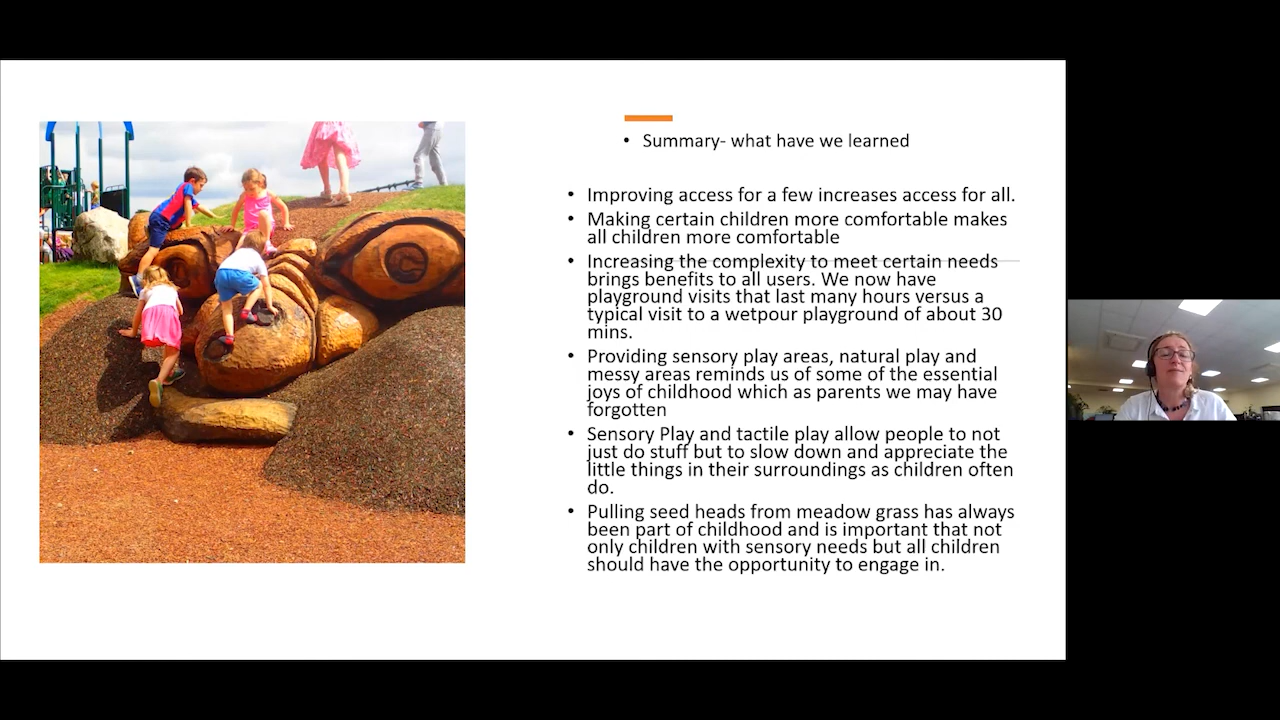 • Summary- what have we learned
• Improving access for a few increases access for all.
• Making certain children more comfortable makes
all children more comfortable
• Increasing the complexity to meet certain needs
brings benefits to all users. We now have
playground visits that last many hours versus a
typical visit to a wetpour playground of about 30
mins.
• Providing sensory play areas, natural play and
messy areas reminds us of some of the essential
joys of childhood which as parents we may have
forgotten
• Sensory Play and tactile play allow people to not
just do stuff but to slow down and appreciate the
little things in their surroundings as children often
do.
• Pulling seed heads from meadow grass has always
been part of childhood and is important that not
only children with sensory needs but all children
should have the opportunity to engage in.